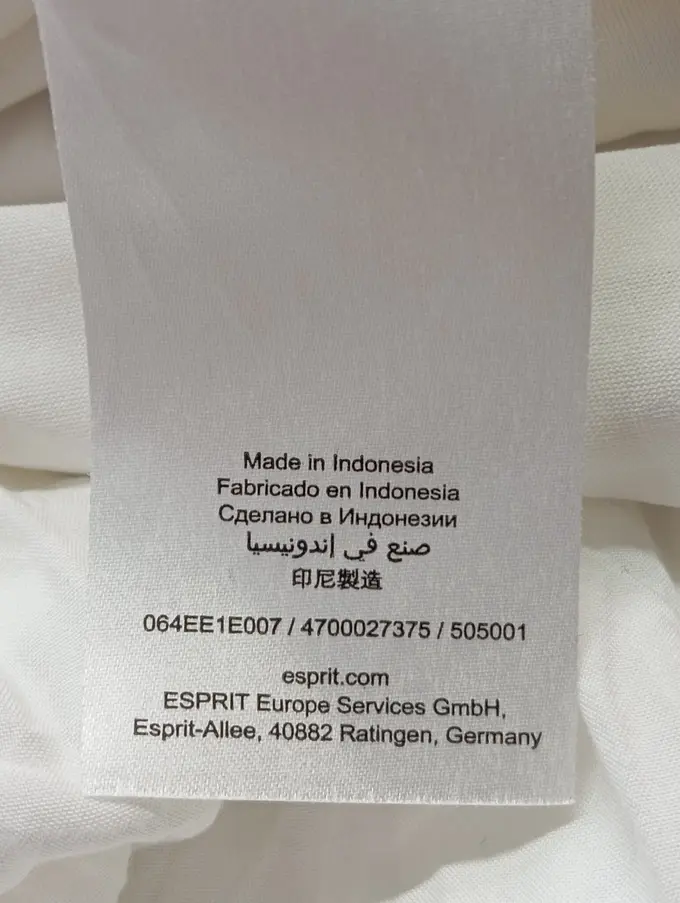 Made in Indonesia
Fabricado en Indonesia
Сделано в Индонезии
صنع في إندونيسيا
印尼製造
064EE1E007 / 4700027375 / 505001
esprit.com
ESPRIT Europe Services GmbH,
Esprit-Allee, 40882 Ratingen, Germany